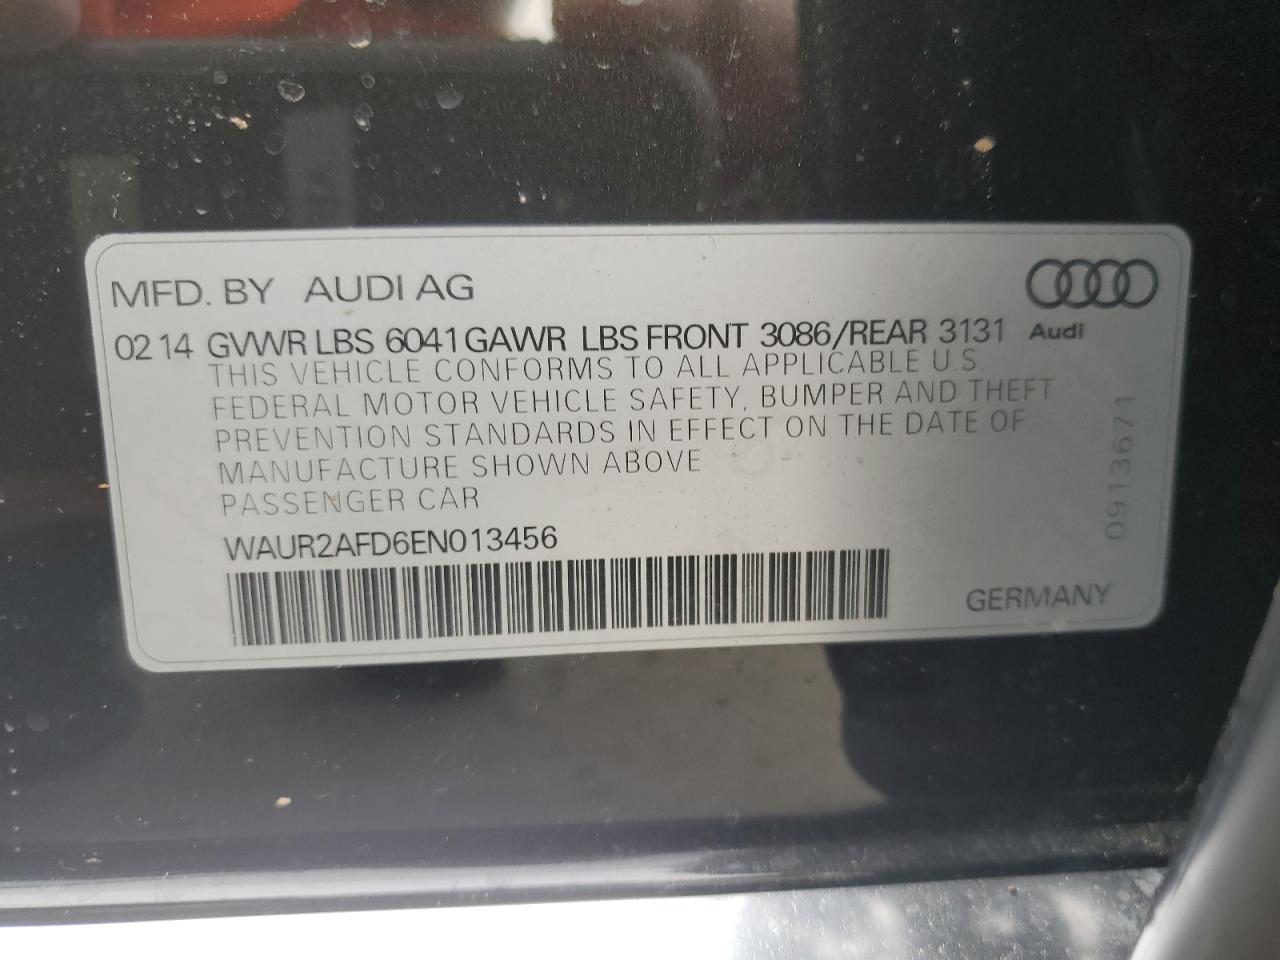 MFD. BY AUDI AG
02 14 GVWR LBS 6041 GAWR LBS FRONT 3086/REAR 3131
Audi
THIS VEHICLE CONFORMS TO ALL APPLICABLE U.S.
FEDERAL MOTOR VEHICLE SAFETY, BUMPER AND THEFT
PREVENTION STANDARDS IN EFFECT ON THE DATE OF
MANUFACTURE SHOWN ABOVE
PASSENGER CAR
WAUR2AFD6EN013456
0913671
GERMANY